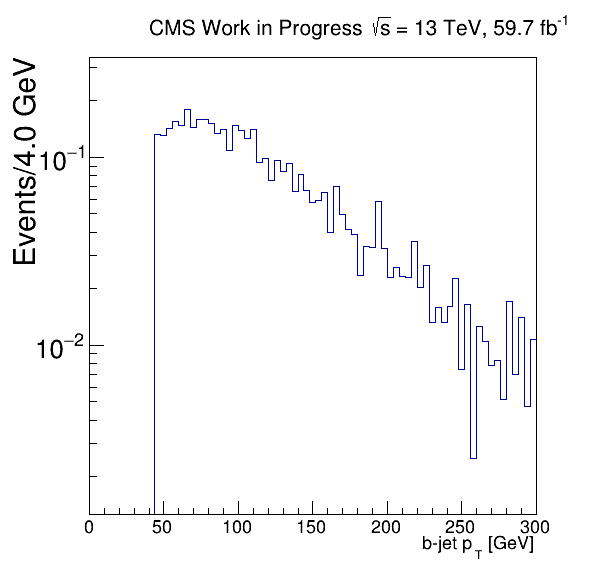 CMS Work in Progress √s = 13 TeV, 59.7 fb⁻¹
Events/4.0 GeV
10⁻¹
10⁻²
0 50 100 150 200 250 300
b-jet p_T [GeV]